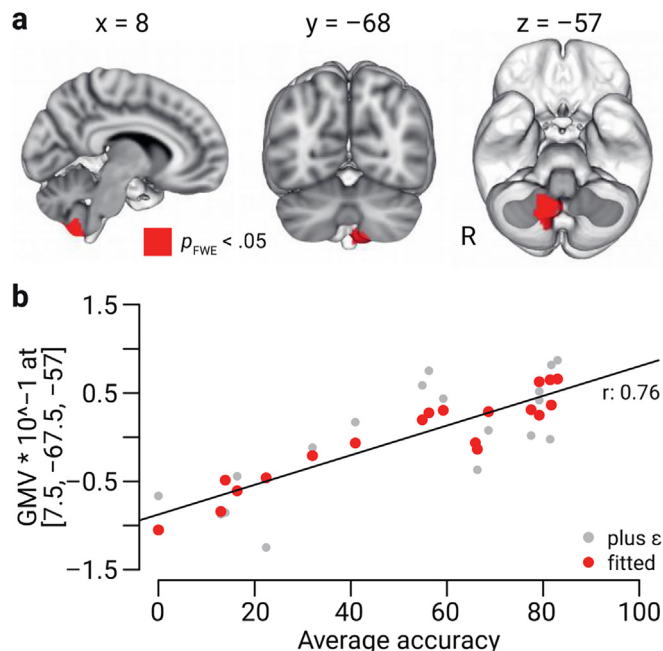 a
x = 8 y = −68 z = −57
p FWE < .05
R
b
GMV * 10^−1 at
[7.5, −67.5, −57]
1.5
0.5
−0.5
−1.5
r: 0.76
plus ε
fitted
0 20 40 60 80 100
Average accuracy